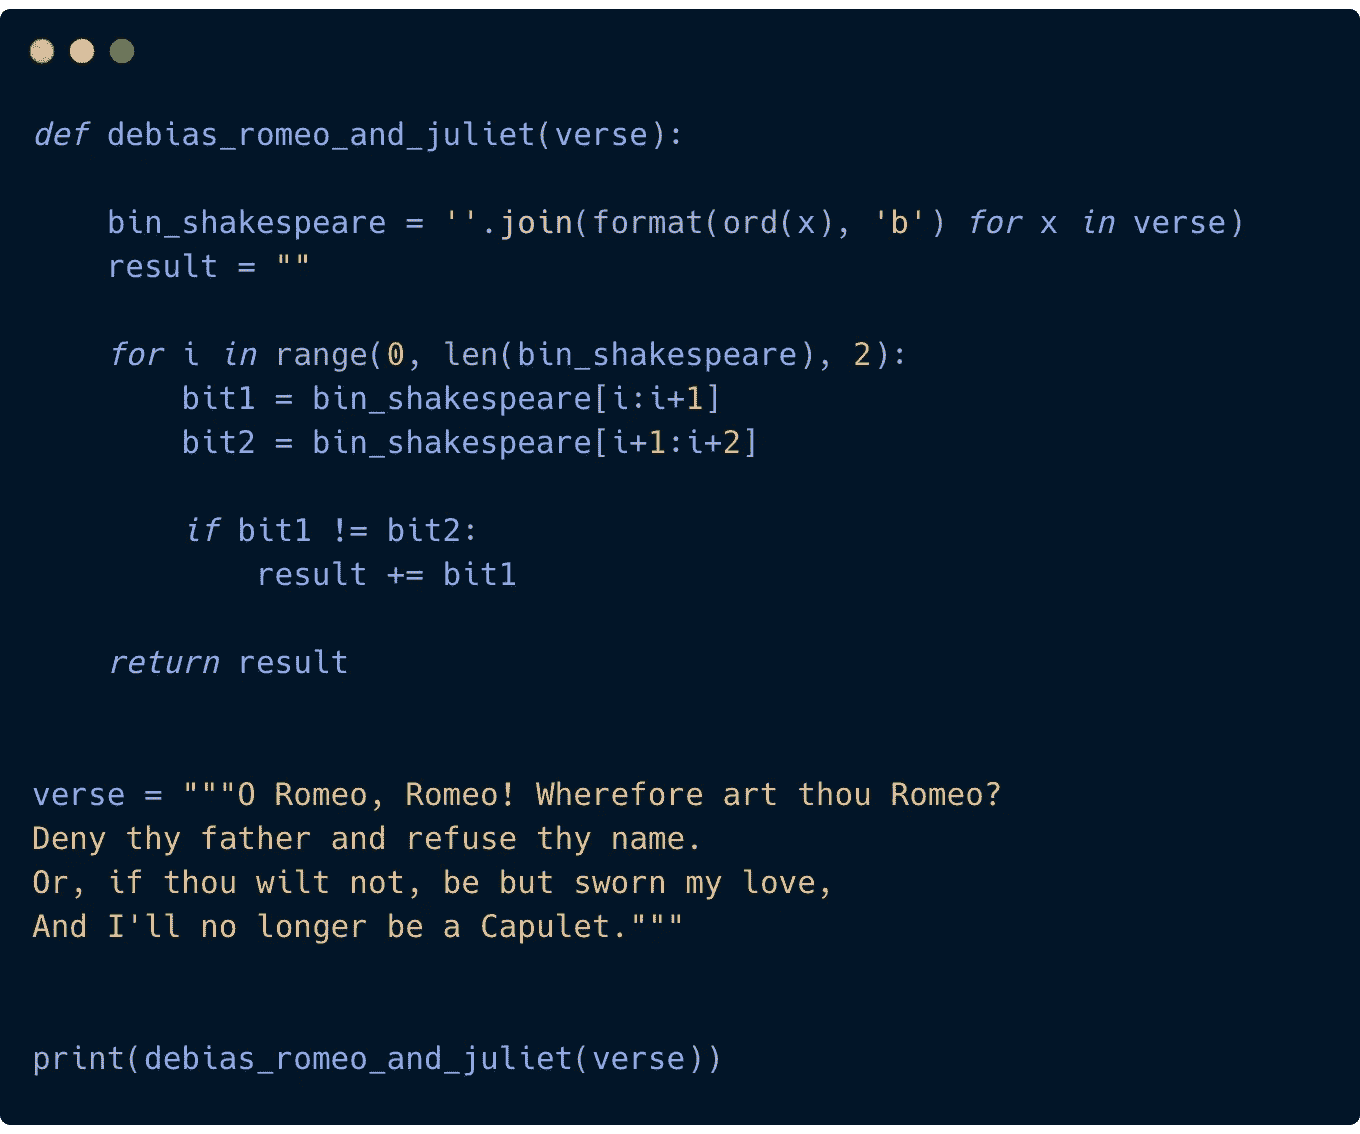 def debias_romeo_and_juliet(verse):
    bin_shakespeare = ''.join(format(ord(x), 'b') for x in verse)
    result = ""
    for i in range(0, len(bin_shakespeare), 2):
        bit1 = bin_shakespeare[i:i+1]
        bit2 = bin_shakespeare[i+1:i+2]
        if bit1 != bit2:
            result += bit1
    return result
verse = """O Romeo, Romeo! Wherefore art thou Romeo?
Deny thy father and refuse thy name.
Or, if thou wilt not, be but sworn my love,
And I'll no longer be a Capulet."""
print(debias_romeo_and_juliet(verse))